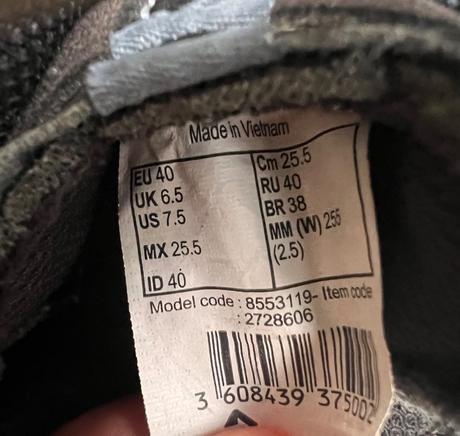 Made in Vietnam
EU 40
UK 6.5
US 7.5
MX 25.5
ID 40
Cm 25.5
RU 40
BR 38
MM (W) 255
(2.5)
Model code : 8553119- Item code
: 2728606
3 608439 375002